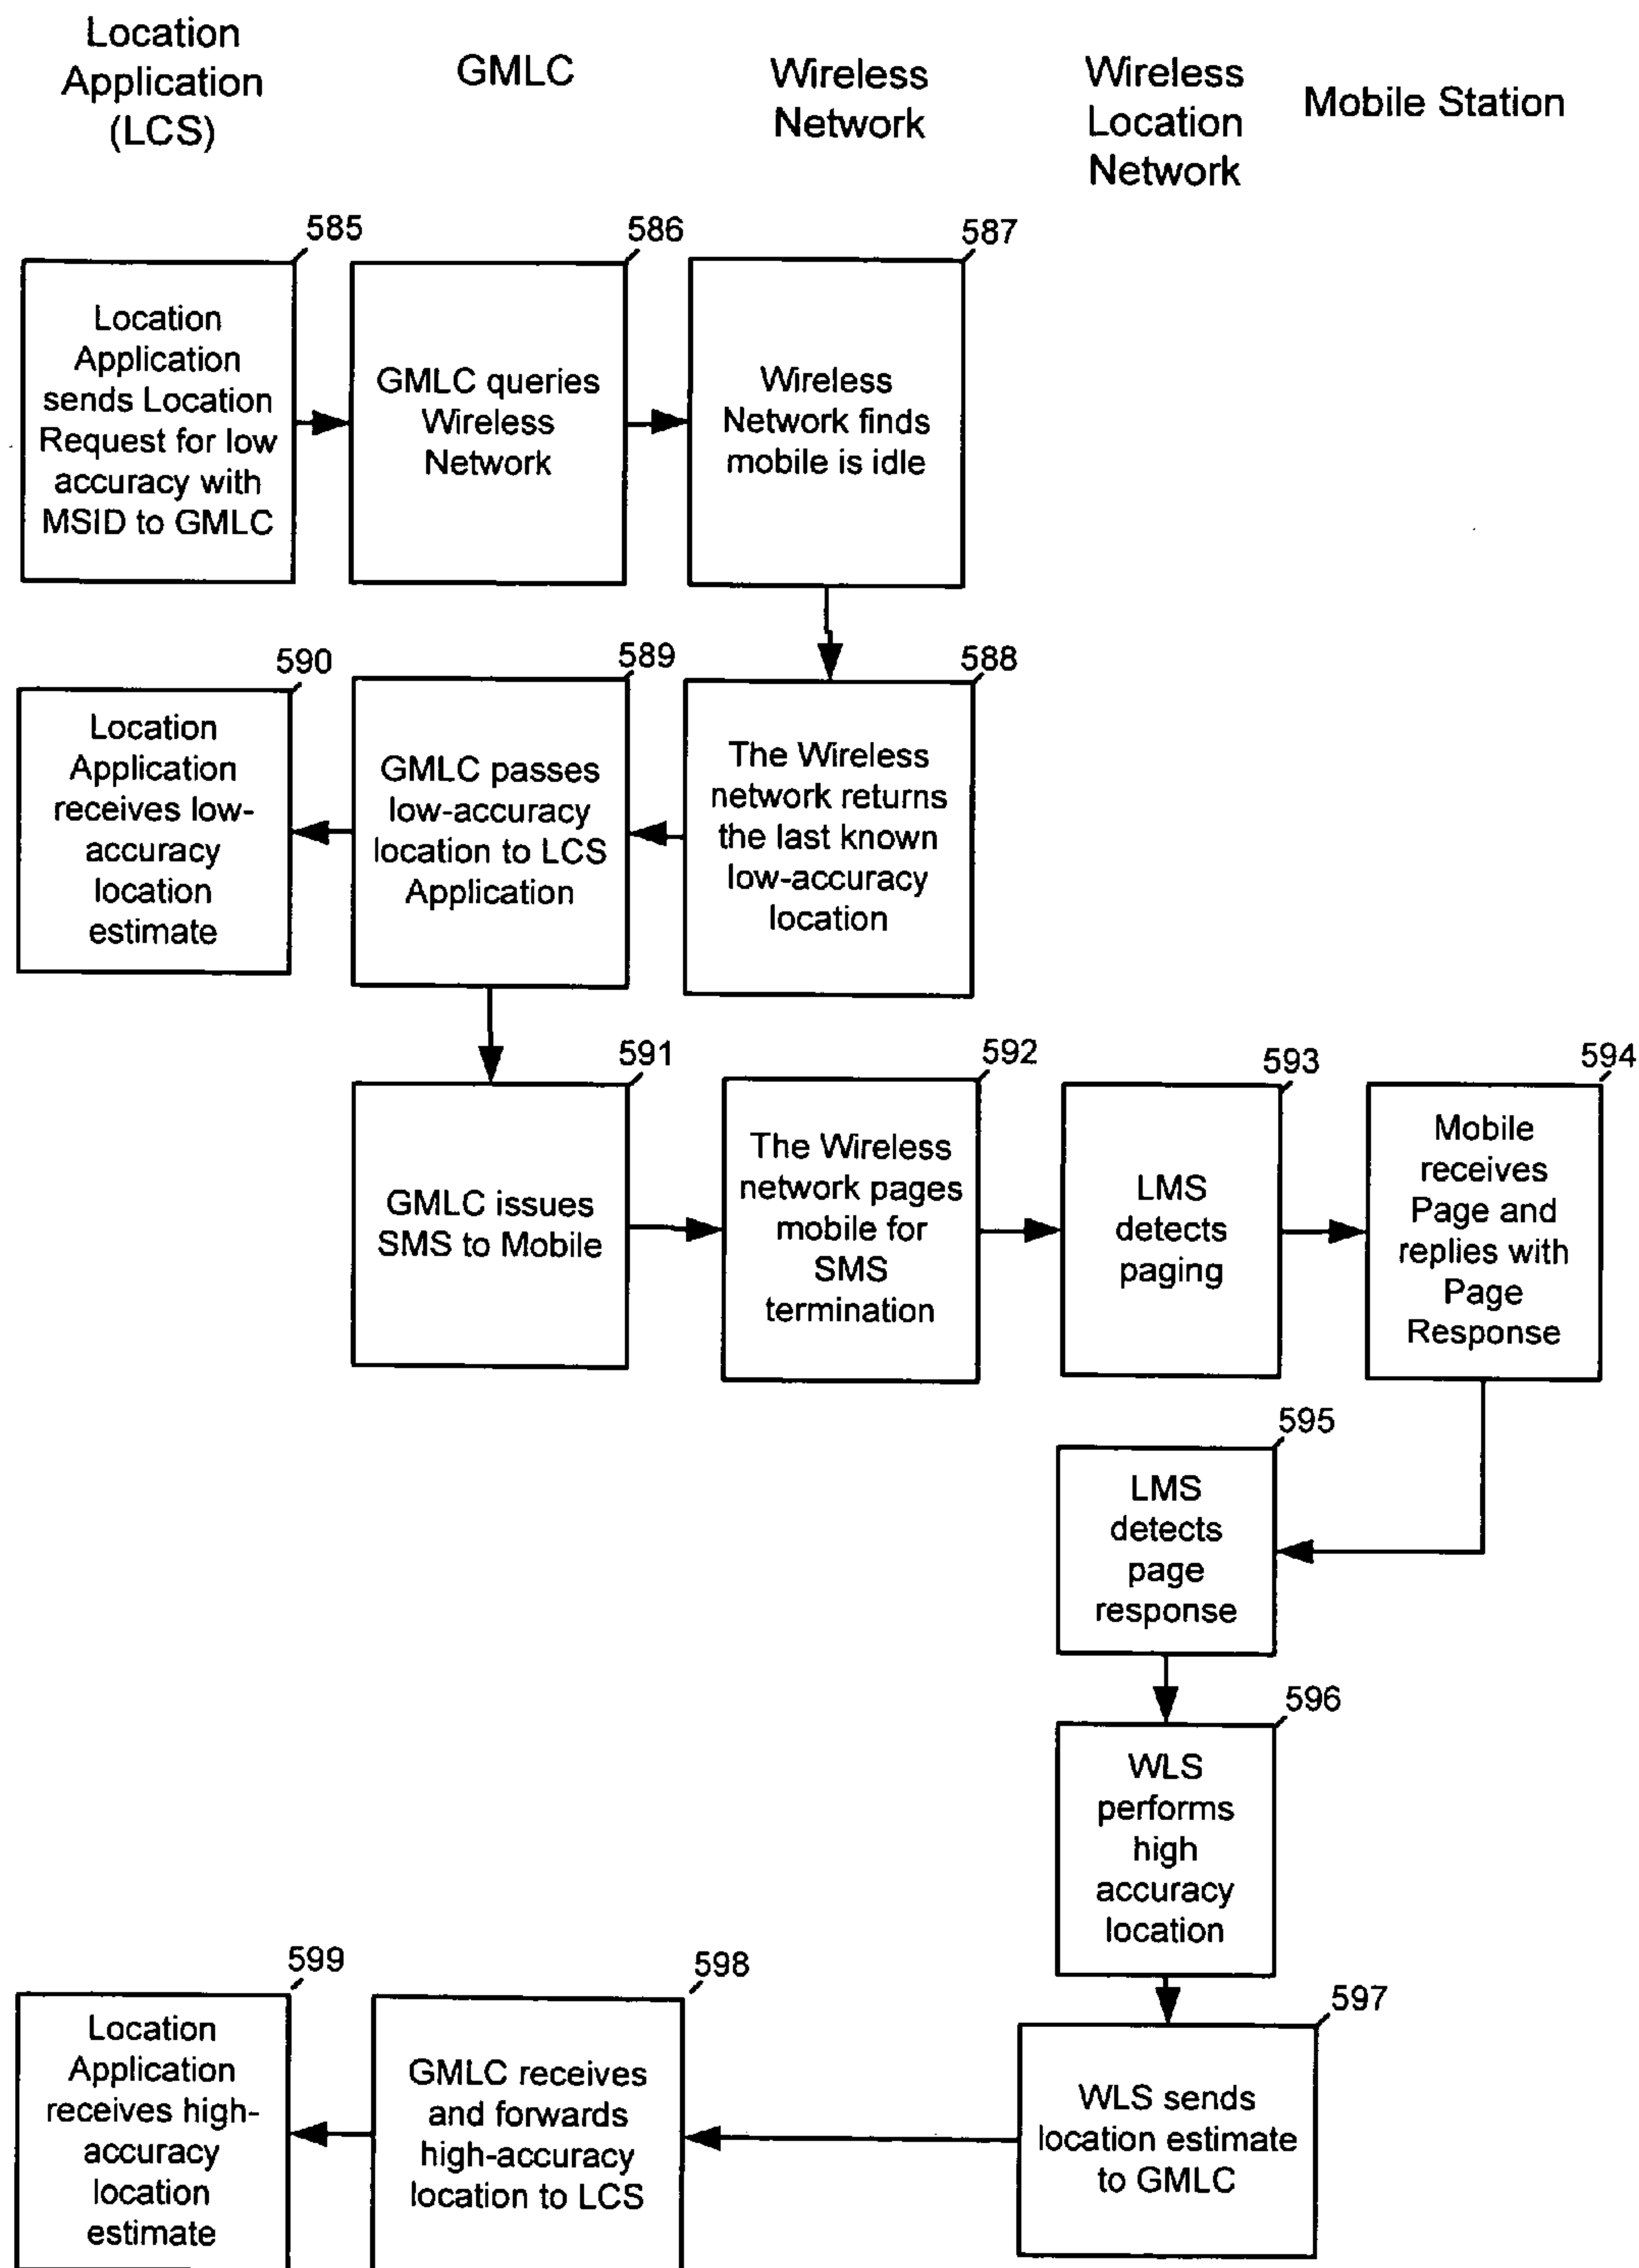 Location
Application
(LCS)
GMLC
Wireless
Network
Wireless
Location
Network
Mobile Station
585
Location
Application
sends Location
Request for low
accuracy with
MSID to GMLC
586
GMLC queries
Wireless
Network
587
Wireless
Network finds
mobile is idle
590
Location
Application
receives low-
accuracy
location
estimate
589
GMLC passes
low-accuracy
location to LCS
Application
588
The Wireless
network returns
the last known
low-accuracy
location
591
GMLC issues
SMS to Mobile
592
The Wireless
network pages
mobile for
SMS
termination
593
LMS
detects
paging
594
Mobile
receives
Page and
replies with
Page
Response
595
LMS
detects
page
response
596
WLS
performs
high
accuracy
location
599
Location
Application
receives high-
accuracy
location
estimate
598
GMLC receives
and forwards
high-accuracy
location to LCS
597
WLS sends
location estimate
to GMLC